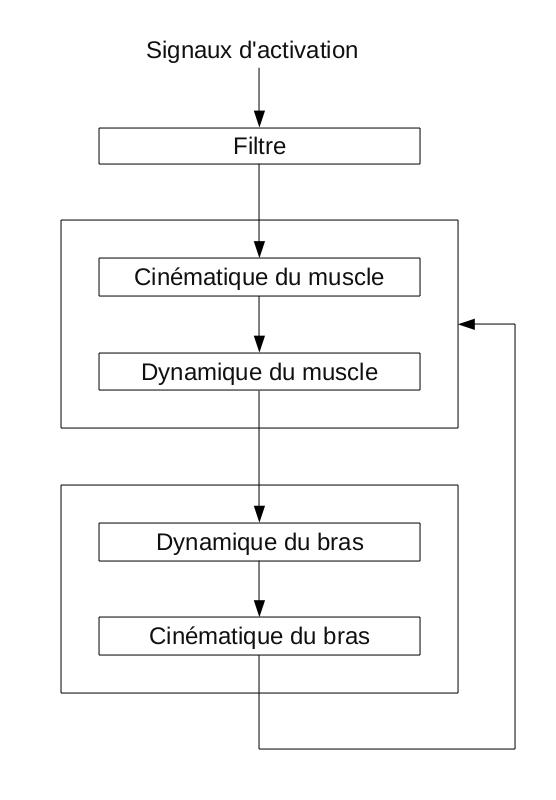 Signaux d'activation
Filtre
Cinématique du muscle
Dynamique du muscle
Dynamique du bras
Cinématique du bras